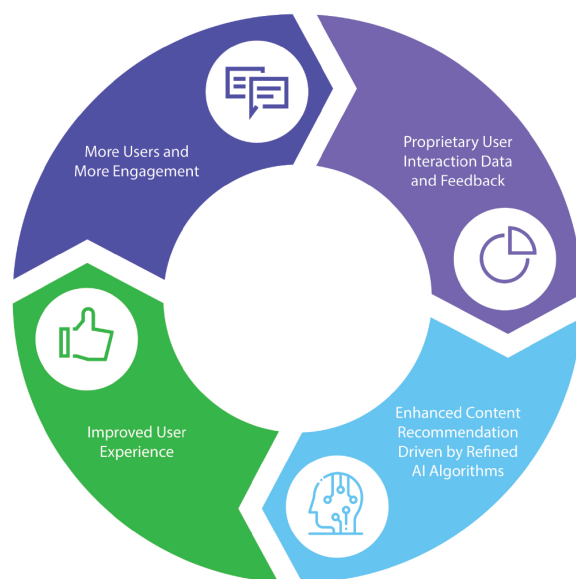 More Users and
More Engagement
Proprietary User
Interaction Data
and Feedback
Enhanced Content
Recommendation
Driven by Refined
AI Algorithms
Improved User
Experience